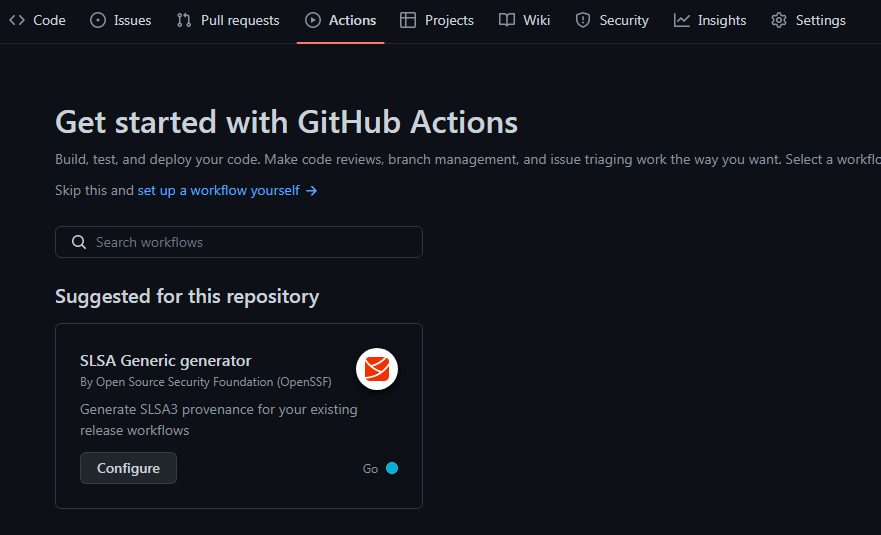 Code Issues Pull requests Actions Projects Wiki Security Insights Settings
Get started with GitHub Actions
Build, test, and deploy your code. Make code reviews, branch management, and issue triaging work the way you want. Select a
Skip this and set up a workflow yourself →
Search workflows
Suggested for this repository
SLSA Generic generator
By Open Source Security Foundation (OpenSSF)
Generate SLSA3 provenance for your existing
release workflows
Configure
Go